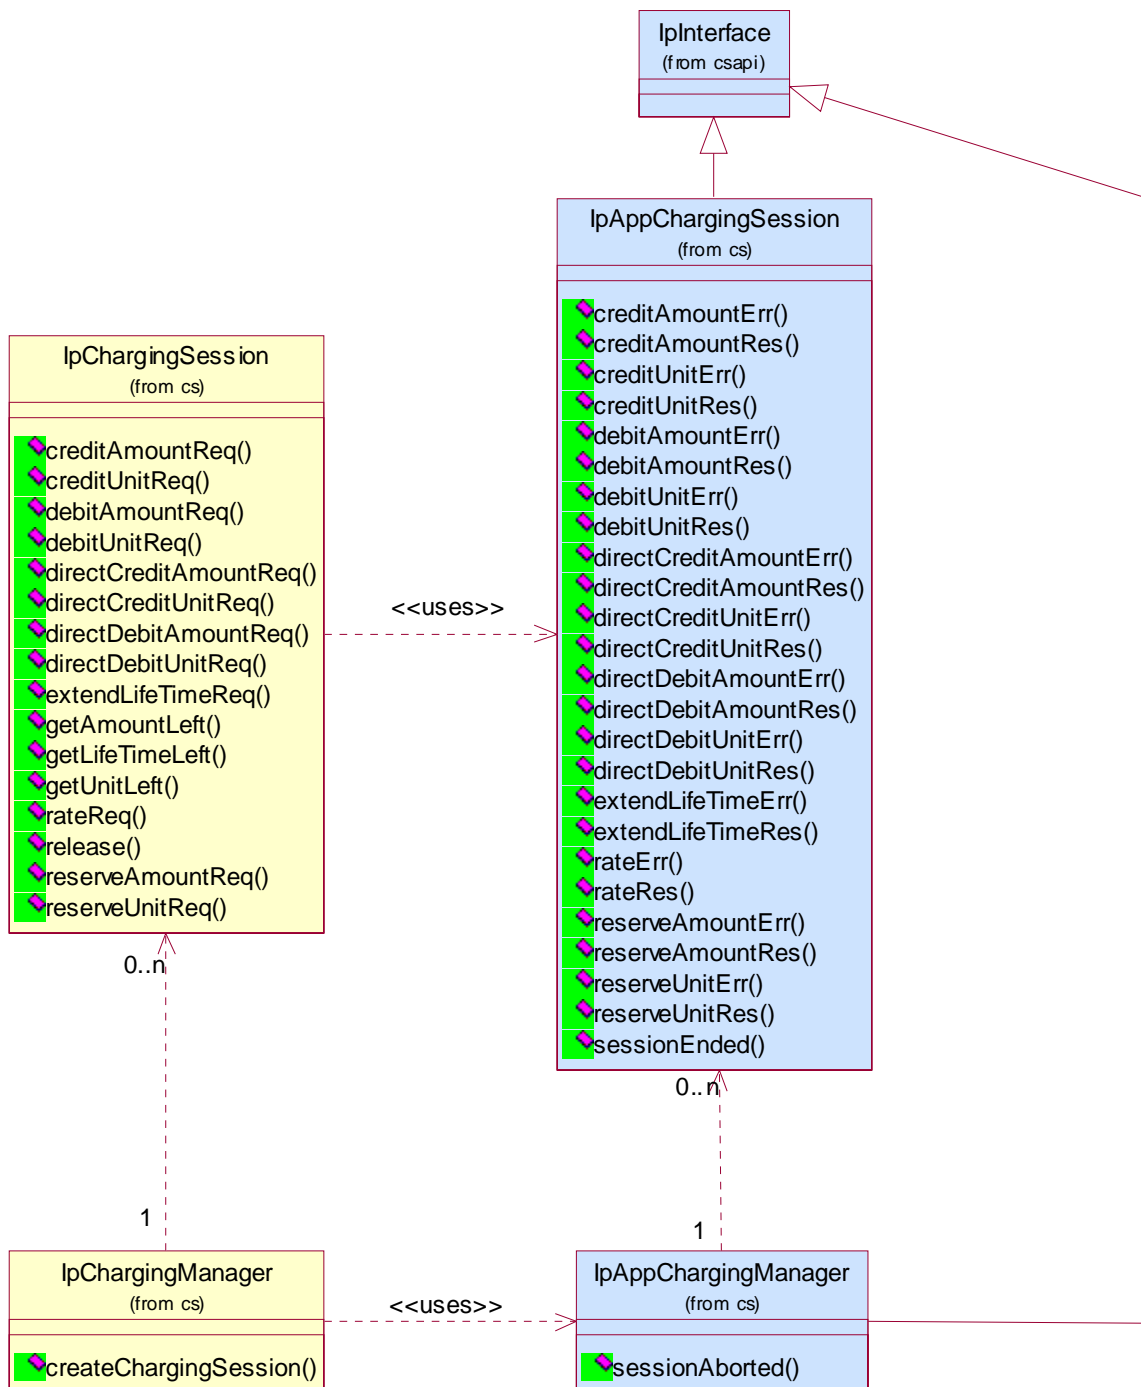 IpInterface
(from csapi)
IpAppChargingSession
(from cs)
creditAmountErr()
creditAmountRes()
creditUnitErr()
creditUnitRes()
debitAmountErr()
debitAmountRes()
debitUnitErr()
debitUnitRes()
directCreditAmountErr()
directCreditAmountRes()
directCreditUnitErr()
directCreditUnitRes()
directDebitAmountErr()
directDebitAmountRes()
directDebitUnitErr()
directDebitUnitRes()
extendLifeTimeErr()
extendLifeTimeRes()
rateErr()
rateRes()
reserveAmountErr()
reserveAmountRes()
reserveUnitErr()
reserveUnitRes()
sessionEnded()
IpChargingSession
(from cs)
creditAmountReq()
creditUnitReq()
debitAmountReq()
debitUnitReq()
directCreditAmountReq()
directCreditUnitReq()
directDebitAmountReq()
directDebitUnitReq()
extendLifeTimeReq()
getAmountLeft()
getLifeTimeLeft()
getUnitLeft()
rateReq()
release()
reserveAmountReq()
reserveUnitReq()
<<uses>>
0..n
0..n
1
1
IpChargingManager
(from cs)
createChargingSession()
<<uses>>
IpAppChargingManager
(from cs)
sessionAborted()